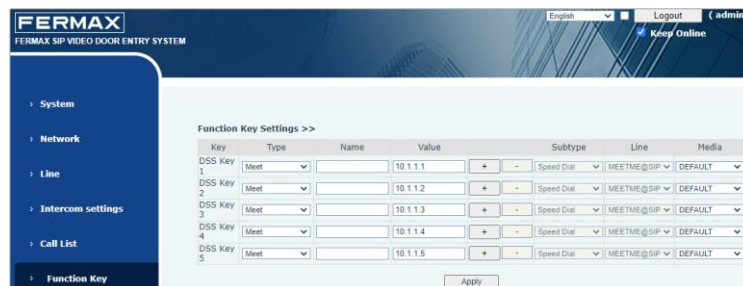 FERMAX
FERMAX SIP VIDEO DOOR ENTRY SYSTEM
English Logout ( admin
Keep Online
› System
› Network
› Line
› Intercom settings
› Call List
› Function Key
Function Key Settings >>
Key Type Name Value Subtype Line Media
DSS Key 1 Meet 10.1.1.1 + - Speed Dial MEETME@SIP DEFAULT
DSS Key 2 Meet 10.1.1.2 + - Speed Dial MEETME@SIP DEFAULT
DSS Key 3 Meet 10.1.1.3 + - Speed Dial MEETME@SIP DEFAULT
DSS Key 4 Meet 10.1.1.4 + - Speed Dial MEETME@SIP DEFAULT
DSS Key 5 Meet 10.1.1.5 + - Speed Dial MEETME@SIP DEFAULT
Apply